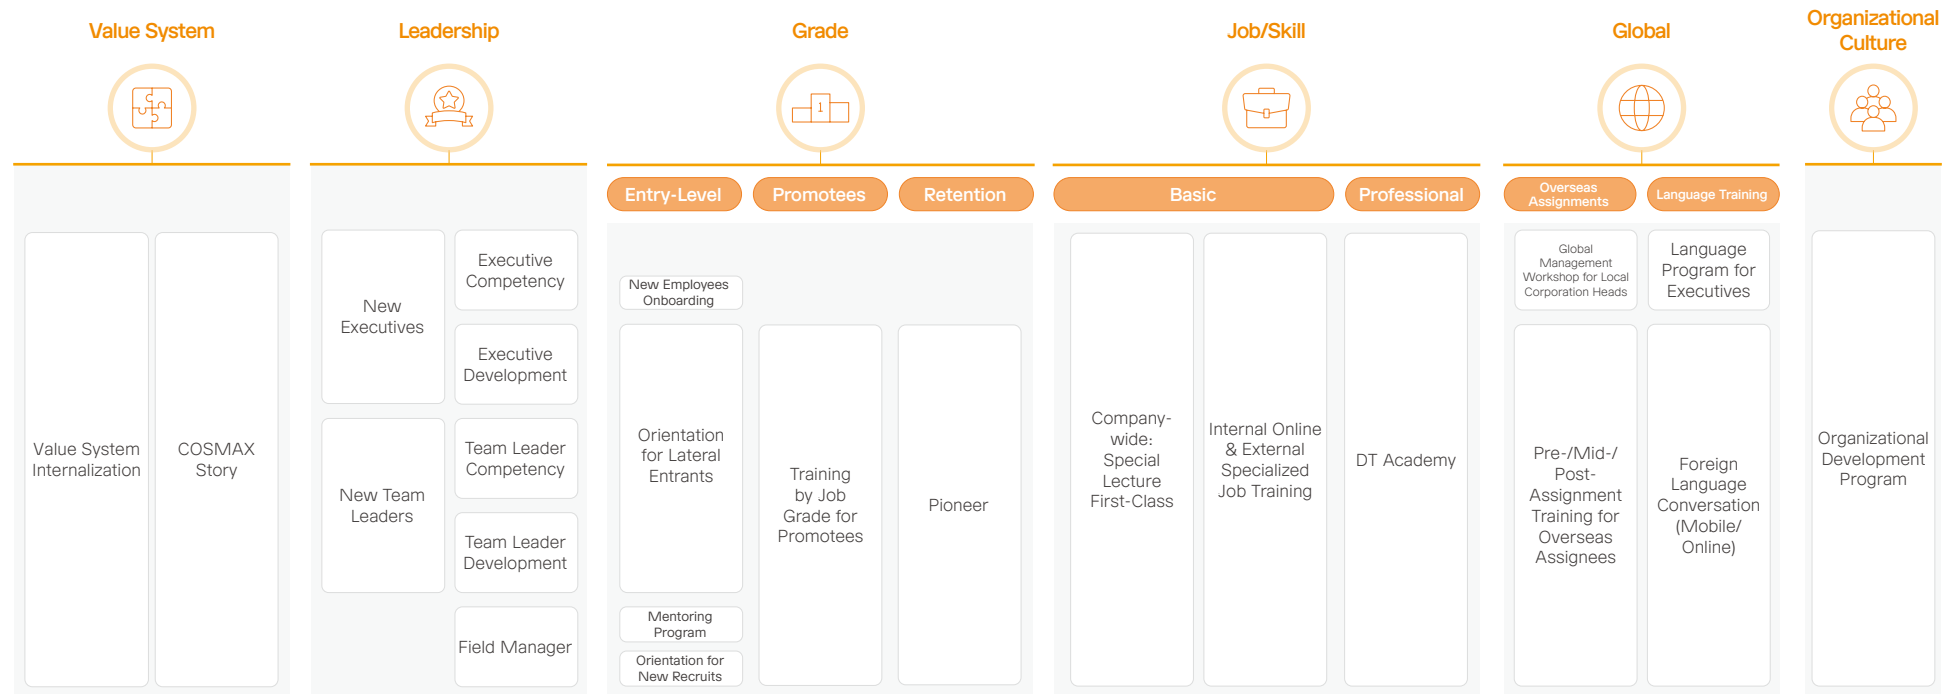 Value System
Value System
Internalization
COSMAX
Story
Leadership
New
Executives
Executive
Competency
Executive
Development
New Team
Leaders
Team Leader
Competency
Team Leader
Development
Field Manager
Grade
1
Entry-Level
New Employees
Onboarding
Orientation
for Lateral
Entrants
Mentoring
Program
Orientation for
New Recruits
Promotees
Training
by Job
Grade for
Promotees
Retention
Pioneer
Job/Skill
Basic
Company-
wide:
Special
Lecture
First-Class
Internal Online
& External
Specialized
Job Training
Professional
DT Academy
Global
Overseas
Assignments
Global
Management
Workshop for Local
Corporation Heads
Pre-/Mid-/
Post-
Assignment
Training for
Overseas
Assignees
Language Training
Language
Program for
Executives
Foreign
Language
Conversation
(Mobile/
Online)
Organizational
Culture
Organizational
Development
Program